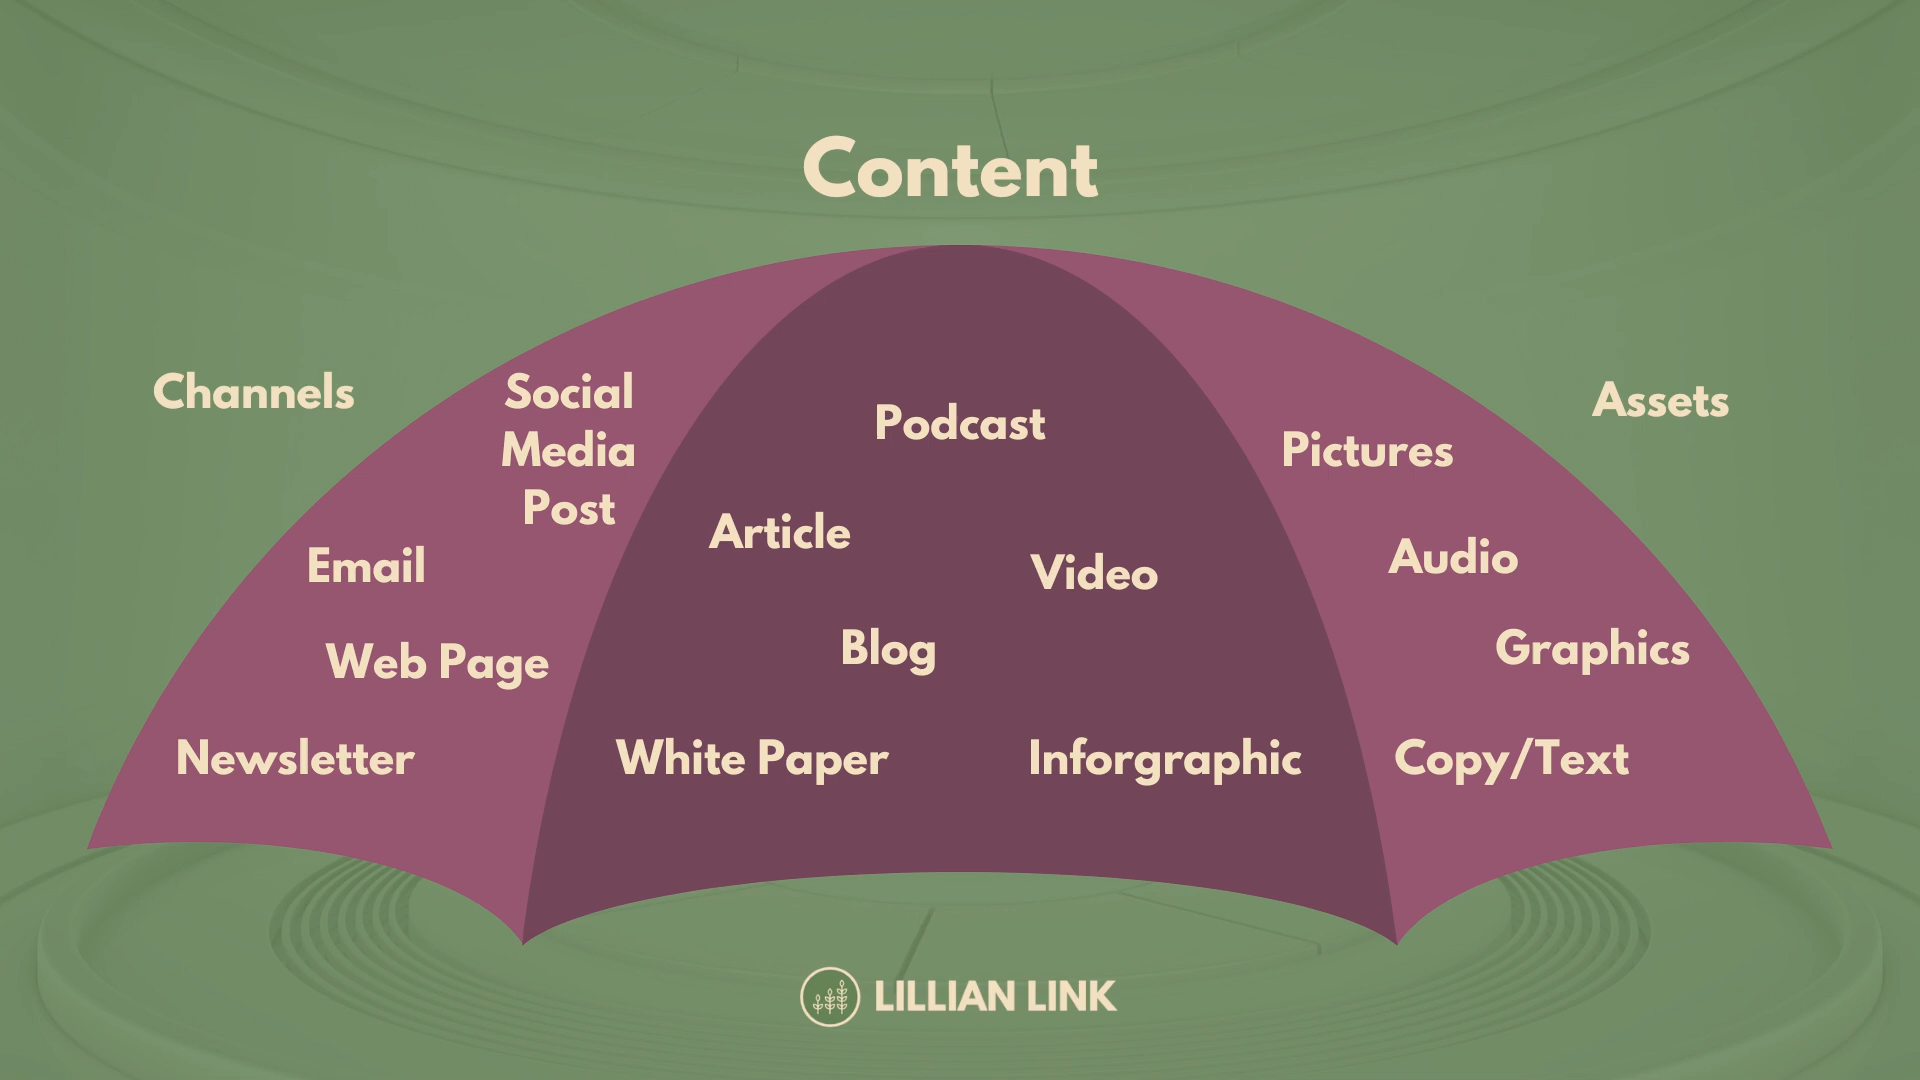 Content
Channels
Assets
Social
Media
Post
Email
Web Page
Newsletter
Podcast
Article
Video
Blog
White Paper
Inforgraphic
Pictures
Audio
Graphics
Copy/Text
LILLIAN LINK